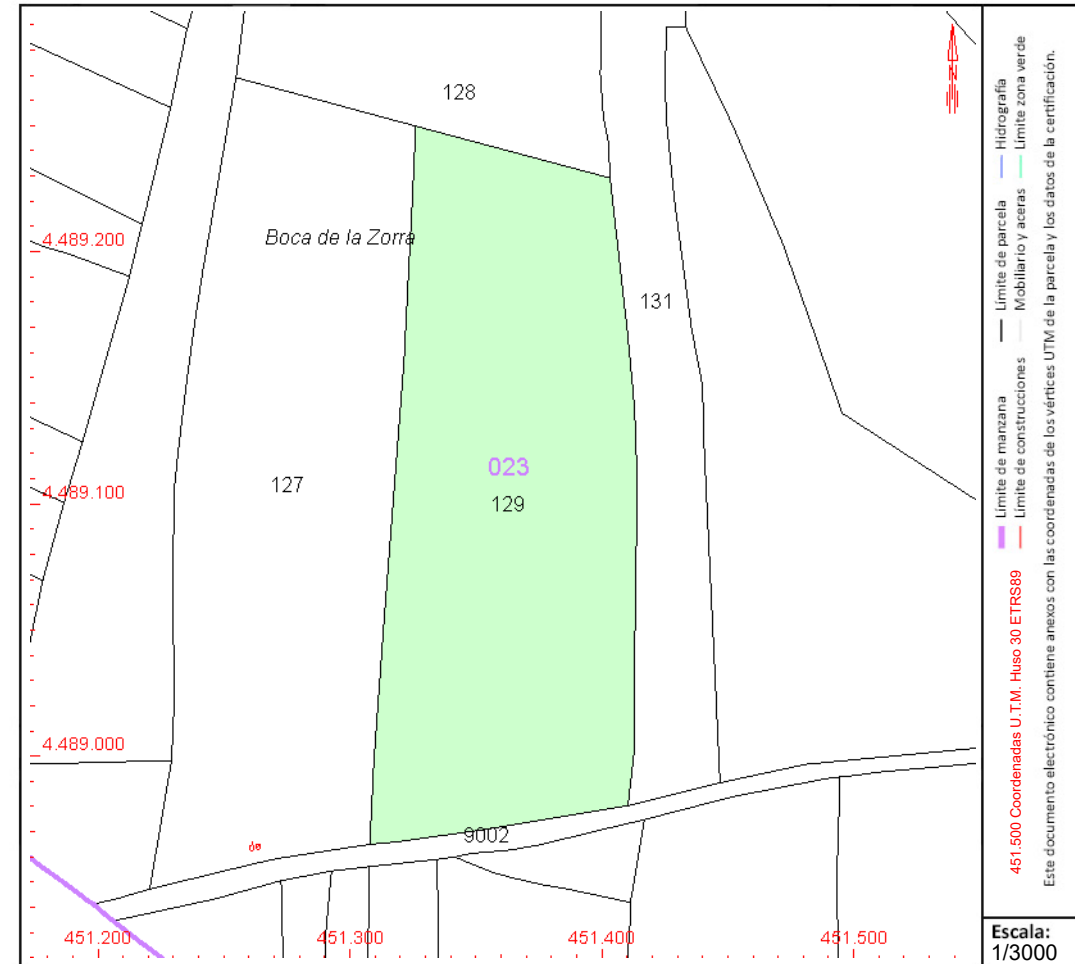 128
Boca de la Zorra
4.489.200
131
023
127
4.489.100
129
4.489.000
9002
451.200
451.300
451.400
451.500
N
Límite de manzana
Límite de parcela
Hidrografía
451.500 Coordenadas U.T.M. Huso 30 ETRS89
Límite de construcciones
Mobiliario y aceras
Límite zona verde
Este documento electrónico contiene anexos con las coordenadas de los vértices UTM de la parcela y los datos de la certificación.
Escala:
1/3000